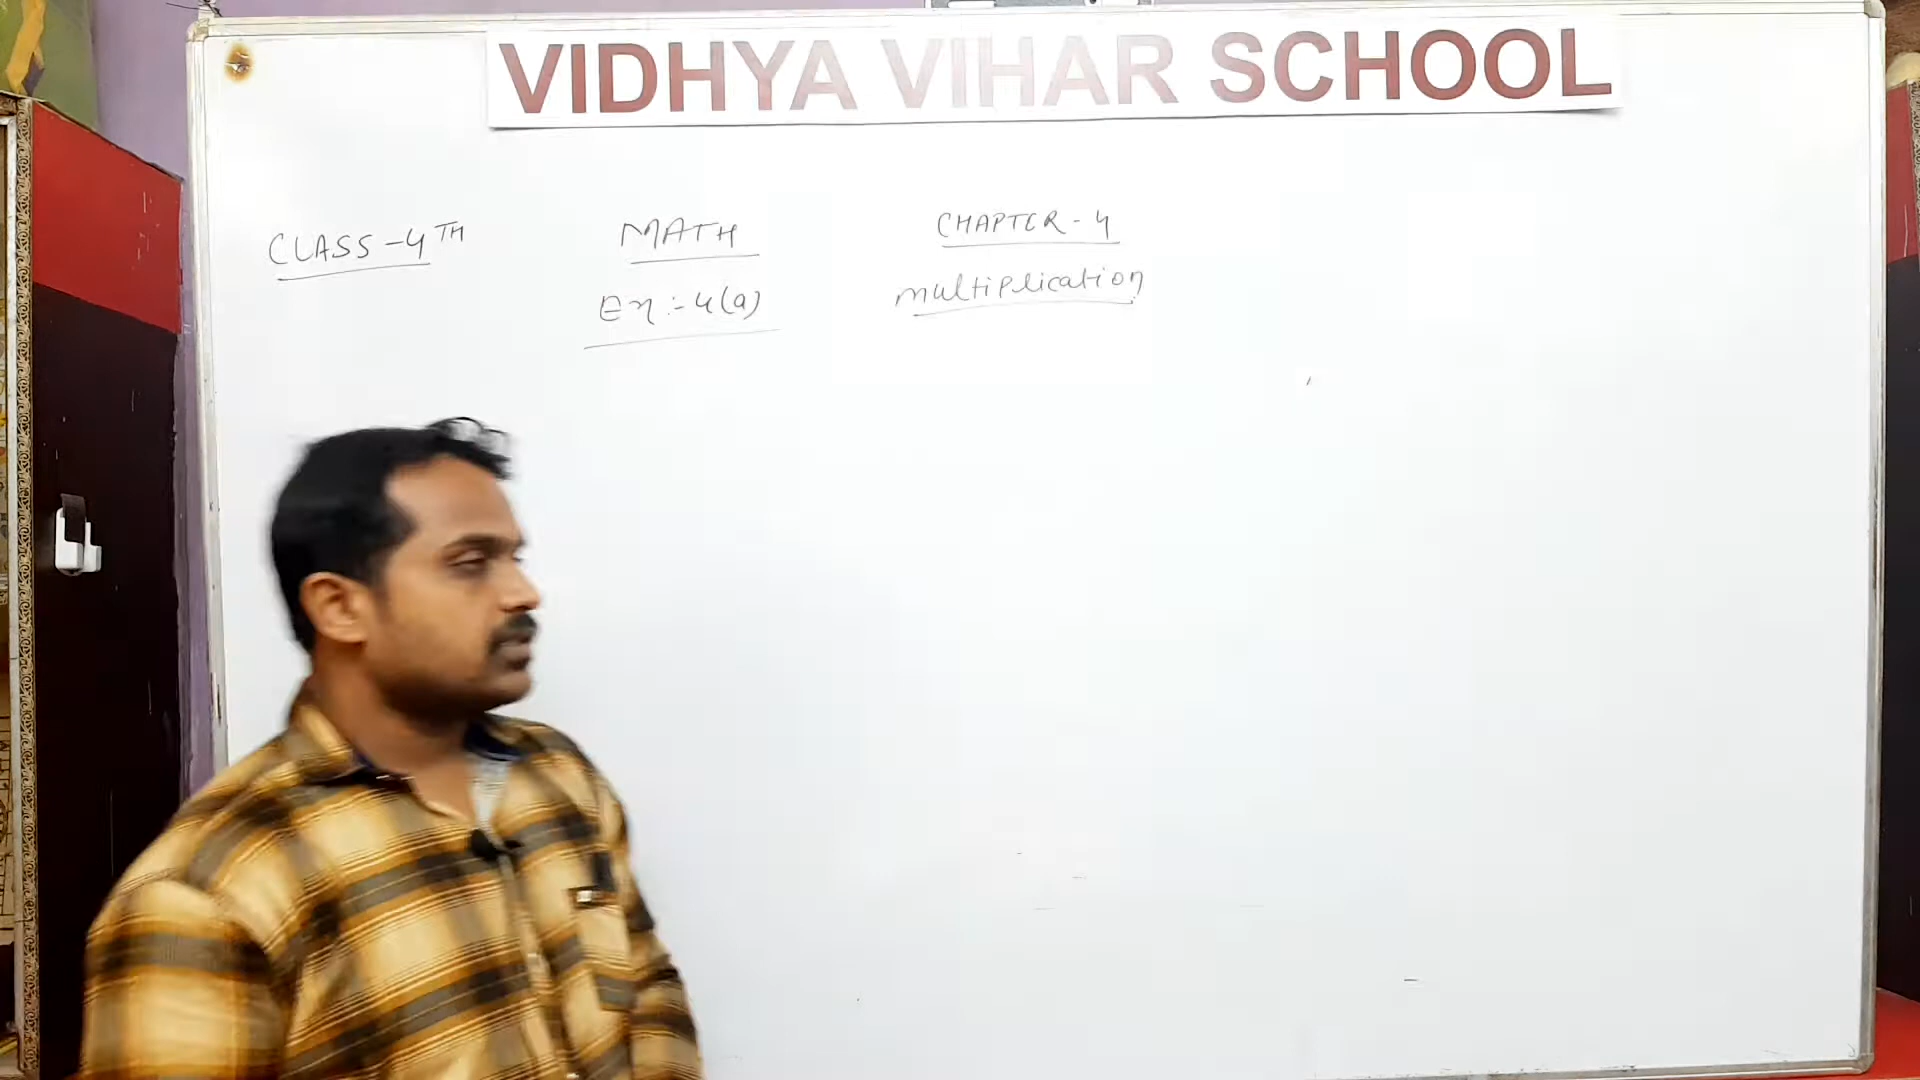 VIDHYA VIHAR SCHOOL
CLASS-4TH
MATH
Ex:-4(a)
CHAPTER-4
multiplication